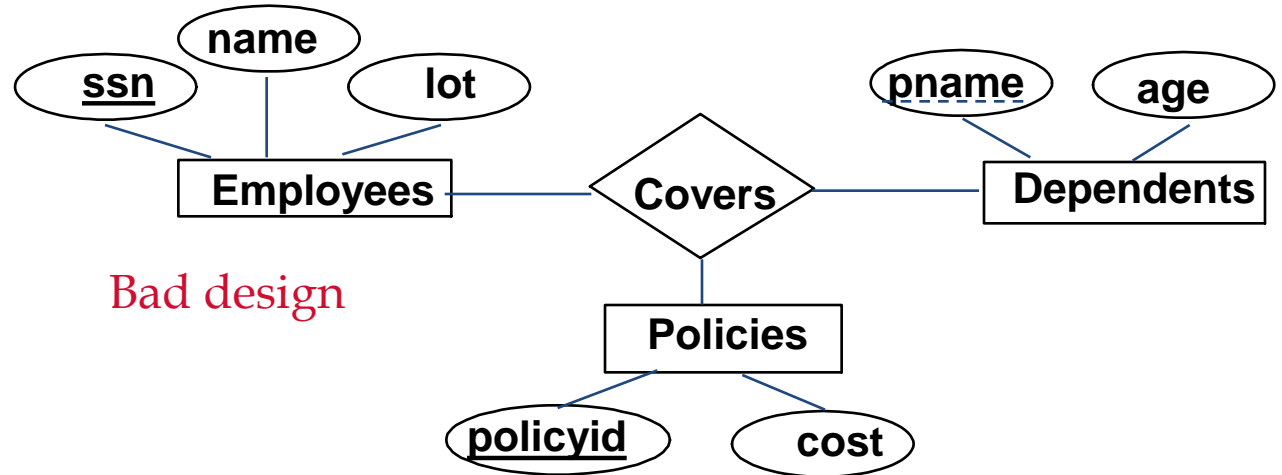 name
ssn
lot
pname
age
Employees
Covers
Dependents
Bad design
Policies
policyid
cost